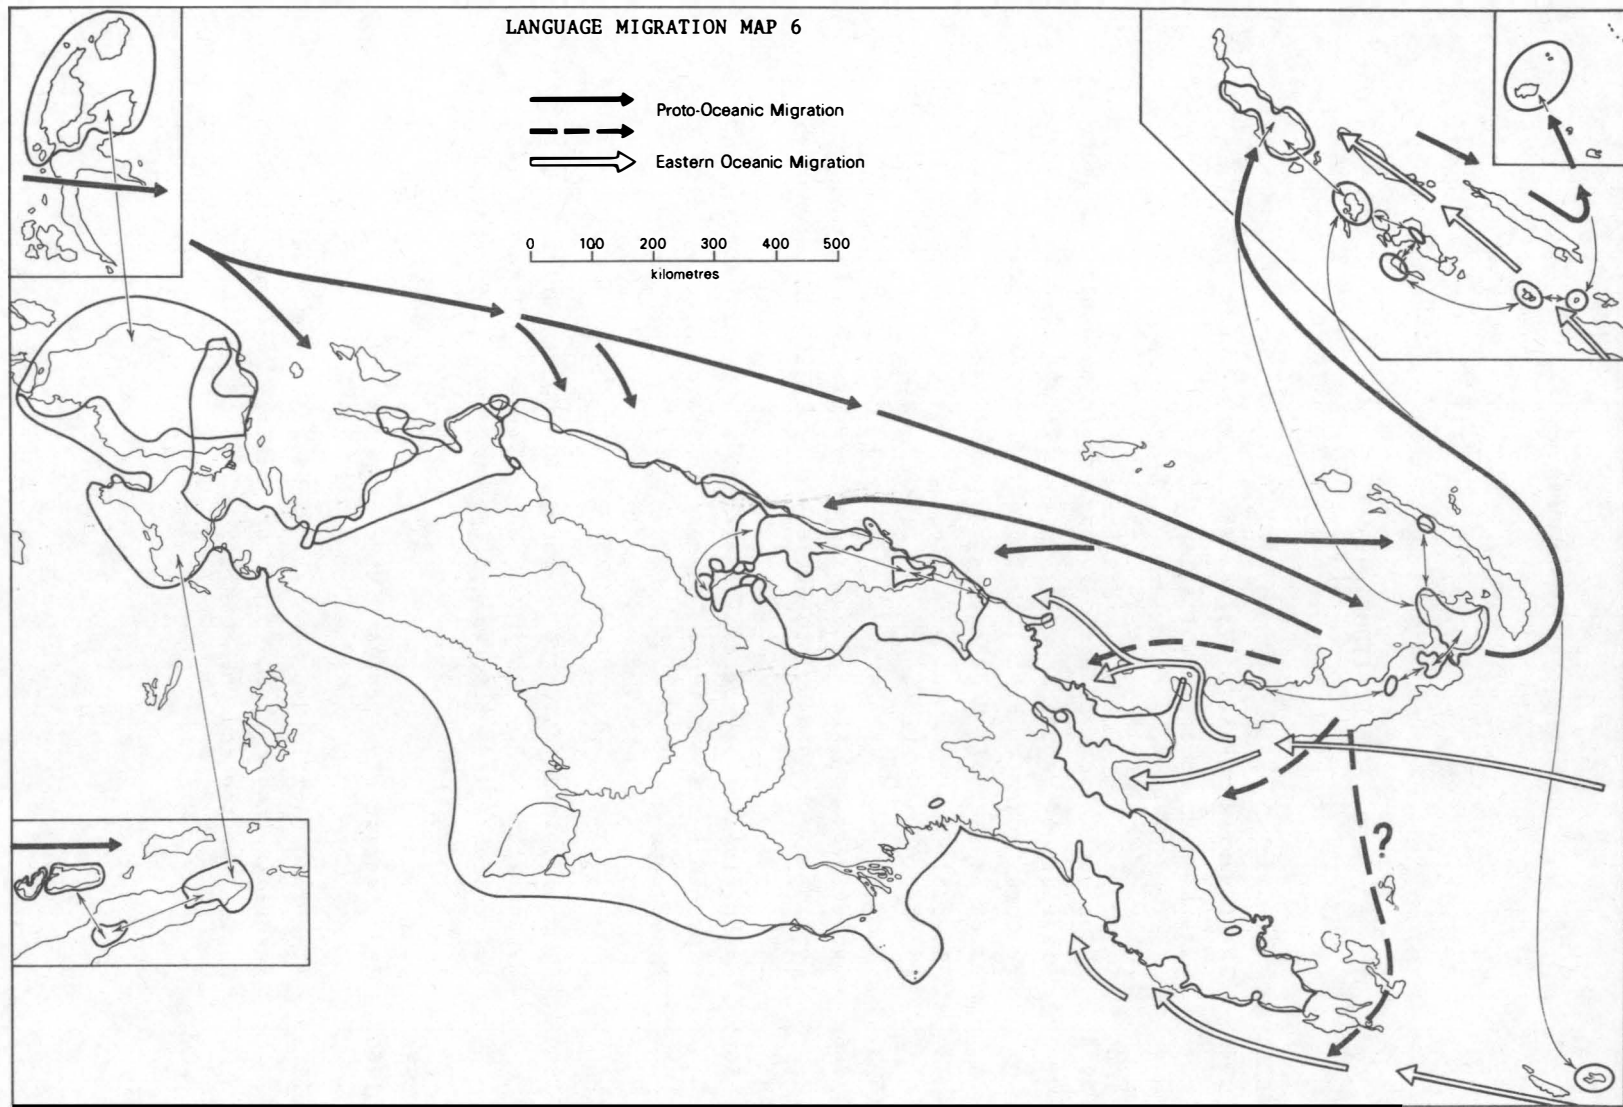 LANGUAGE MIGRATION MAP 6
Proto-Oceanic Migration
Eastern Oceanic Migration
0 100 200 300 400 500
kilometres
?